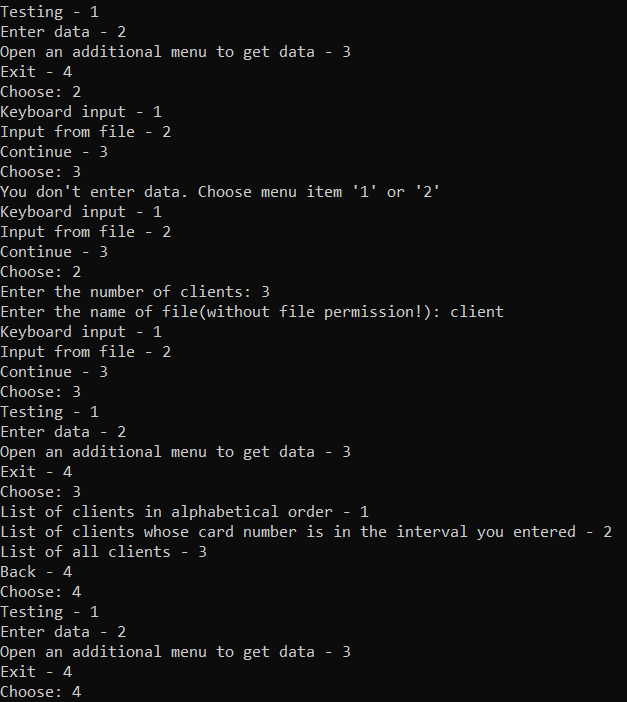 Testing - 1
Enter data - 2
Open an additional menu to get data - 3
Exit - 4
Choose: 2
Keyboard input - 1
Input from file - 2
Continue - 3
Choose: 3
You don't enter data. Choose menu item '1' or '2'
Keyboard input - 1
Input from file - 2
Continue - 3
Choose: 2
Enter the number of clients: 3
Enter the name of file(without file permission!): client
Keyboard input - 1
Input from file - 2
Continue - 3
Choose: 3
Testing - 1
Enter data - 2
Open an additional menu to get data - 3
Exit - 4
Choose: 3
List of clients in alphabetical order - 1
List of clients whose card number is in the interval you entered - 2
List of all clients - 3
Back - 4
Choose: 4
Testing - 1
Enter data - 2
Open an additional menu to get data - 3
Exit - 4
Choose: 4